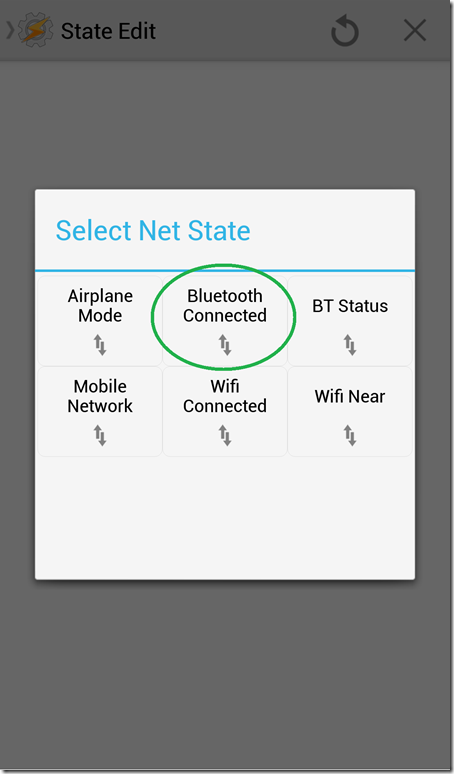 State Edit
Select Net State
Airplane
Mode
Bluetooth
Connected
BT Status
Mobile
Network
Wifi
Connected
Wifi Near